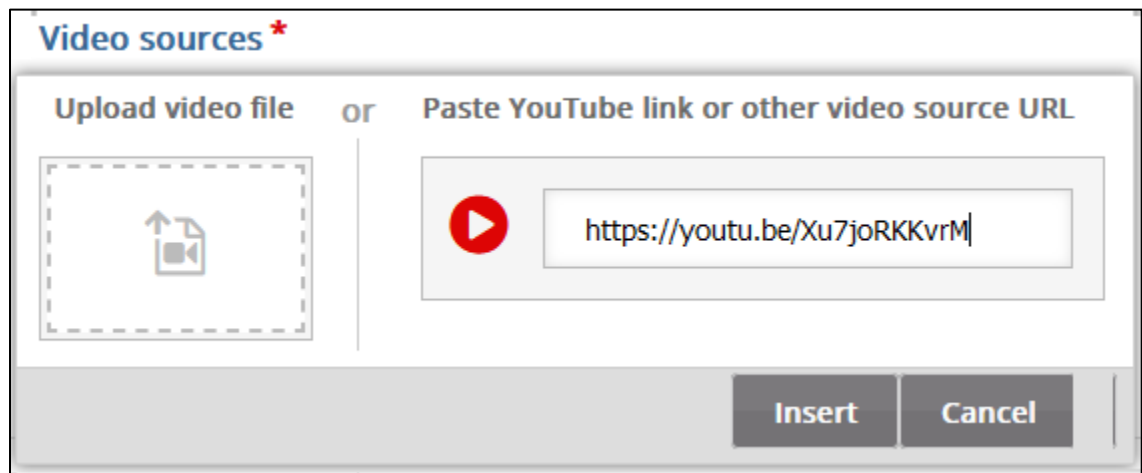 Video sources *
Upload video file
or
Paste YouTube link or other video source URL
https://youtu.be/Xu7joRKKvrM
Insert
Cancel